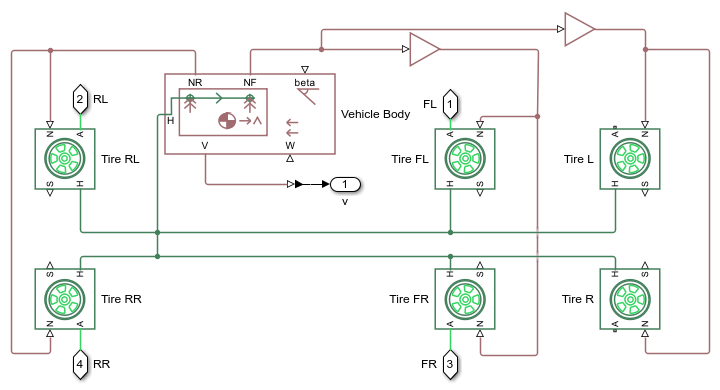 NR NF beta
2 RL
H
Vehicle Body
FL 1
N A
A N
A N
Tire RL
V W
Tire FL
Tire L
S H
H S
H S
1
v
S H
H S
H S
Tire RR
Tire FR
Tire R
N A
A N
A N
4 RR
FR 3